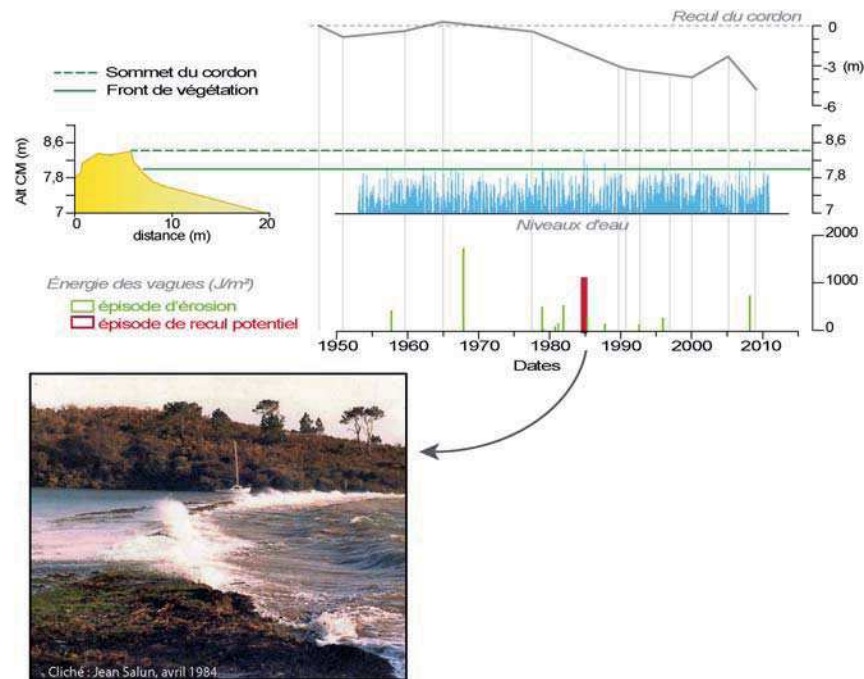 Recul du cordon
0
-3
(m)
-6
Sommet du cordon
Front de végétation
Alt CM (m)
8,6
7,8
7
0
10
20
distance (m)
8,6
7,8
7
Niveaux d'eau
2000
1000
0
Énergie des vagues (J/m²)
épisode d'érosion
épisode de recul potentiel
1950 1960 1970 1980 1990 2000 2010
Dates
Cliché : Jean Salun, avril 1984